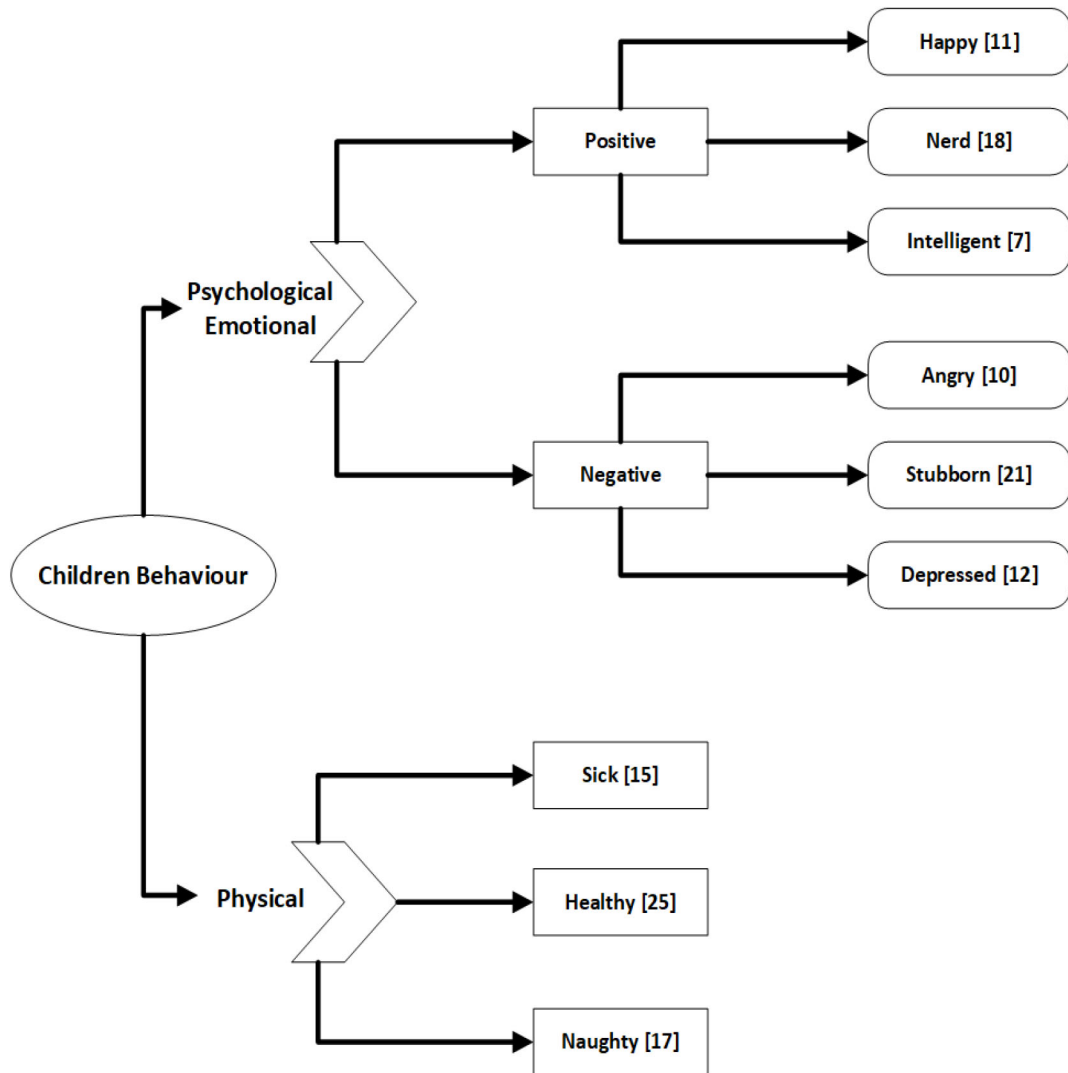 Happy [11]
Positive
Nerd [18]
Intelligent [7]
Psychological
Emotional
Angry [10]
Negative
Stubborn [21]
Depressed [12]
Children Behaviour
Sick [15]
Physical
Healthy [25]
Naughty [17]